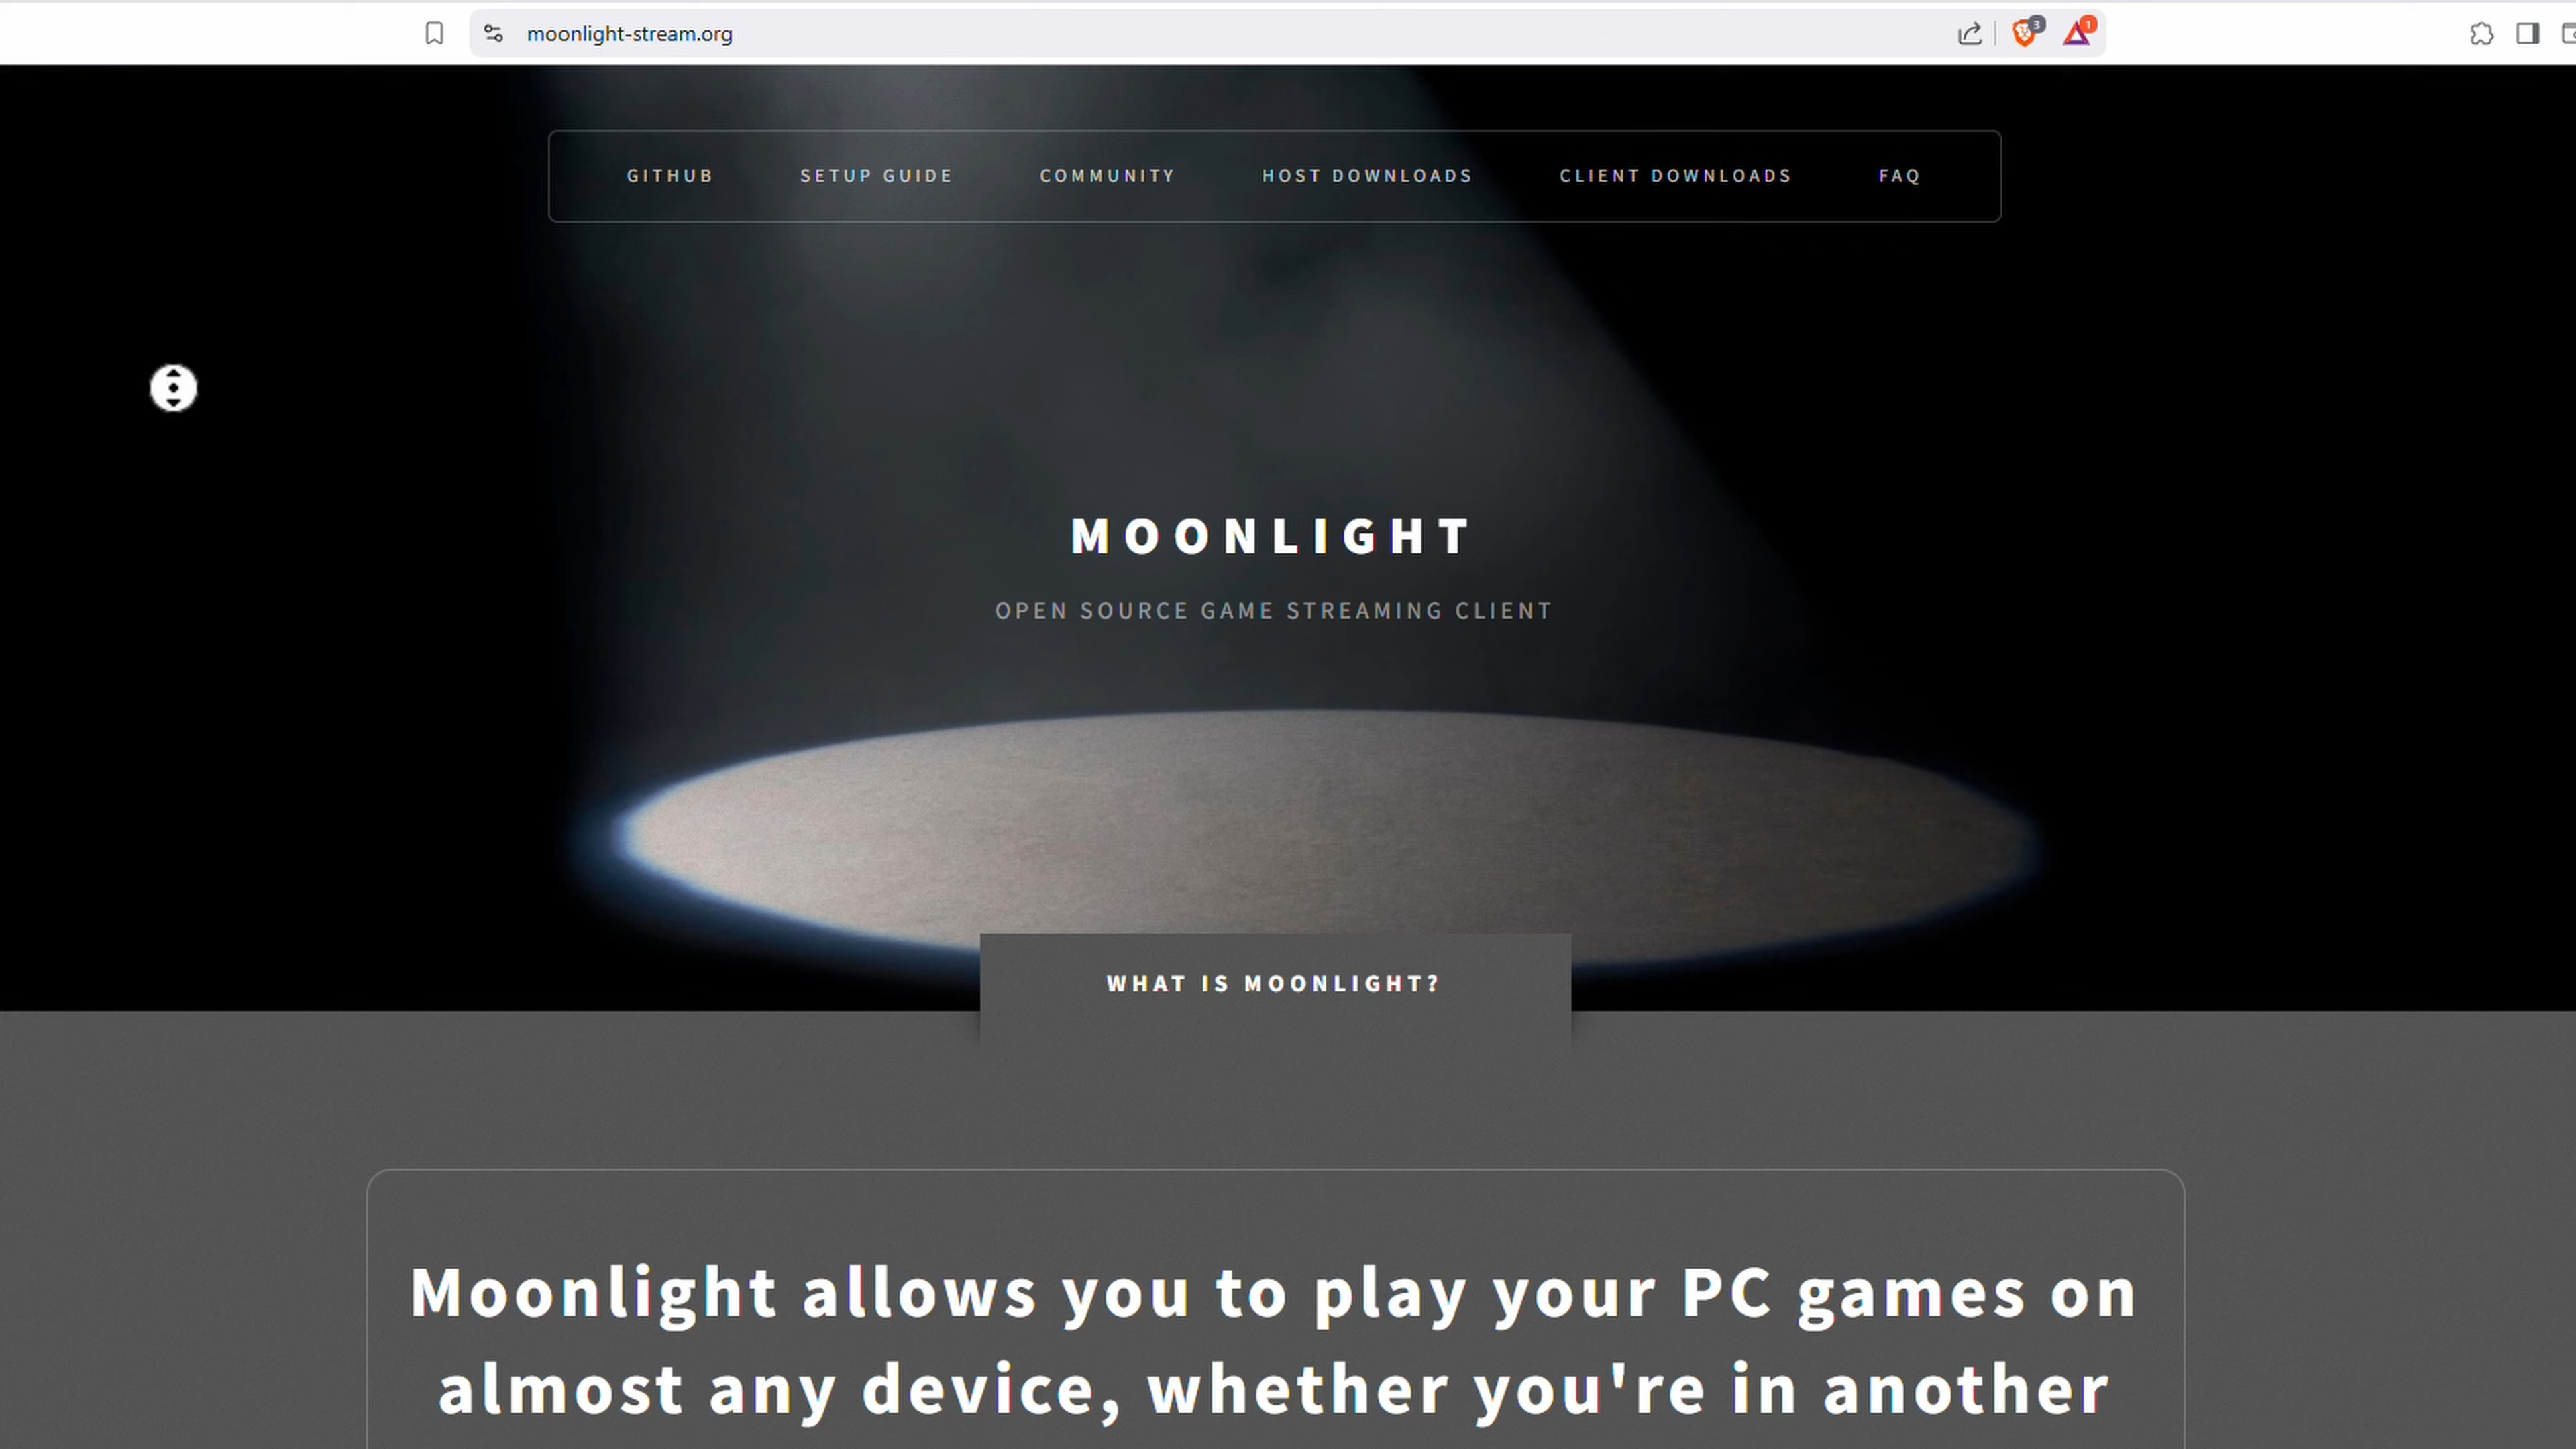 moonlight-stream.org
3
1
GITHUB
SETUP GUIDE
COMMUNITY
HOST DOWNLOADS
CLIENT DOWNLOADS
FAQ
MOONLIGHT
OPEN SOURCE GAME STREAMING CLIENT
WHAT IS MOONLIGHT?
Moonlight allows you to play your PC games on
almost any device, whether you're in another